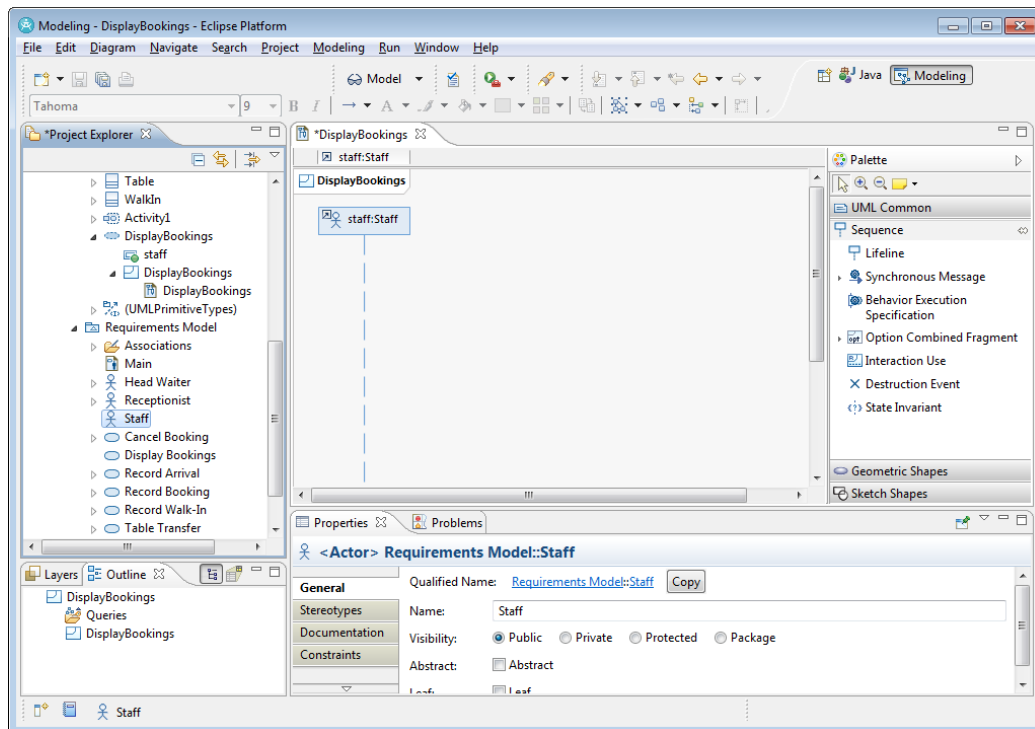 Modeling - DisplayBookings - Eclipse Platform
File Edit Diagram Navigate Search Project Modeling Run Window Help
Model
Java
Modeling
Tahoma
9
B I
A
*Project Explorer
Table
WalkIn
Activity1
DisplayBookings
staff
DisplayBookings
DisplayBookings
(UMLPrimitiveTypes)
Requirements Model
Associations
Main
Head Waiter
Receptionist
Staff
Cancel Booking
Display Bookings
Record Arrival
Record Booking
Record Walk-In
Table Transfer
*DisplayBookings
staff:Staff
DisplayBookings
staff:Staff
Palette
UML Common
Sequence
Lifeline
Synchronous Message
Behavior Execution
Specification
opt Option Combined Fragment
Interaction Use
Destruction Event
State Invariant
Geometric Shapes
Sketch Shapes
Layers Outline
DisplayBookings
Queries
DisplayBookings
Properties Problems
<Actor> Requirements Model::Staff
General
Stereotypes
Documentation
Constraints
Qualified Name: Requirements Model::Staff Copy
Name: Staff
Visibility: Public Private Protected Package
Abstract: Abstract
Leaf: Leaf
Staff